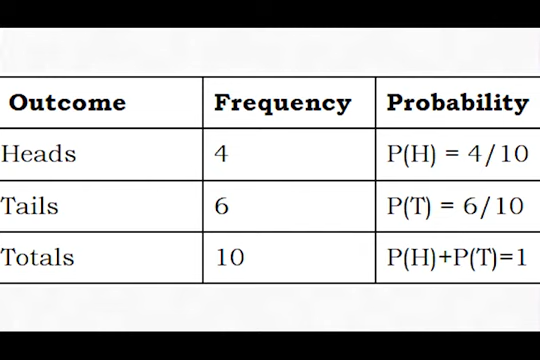 Outcome Frequency Probability
Heads 4 P(H) = 4/10
Tails 6 P(T) = 6/10
Totals 10 P(H)+P(T)=1